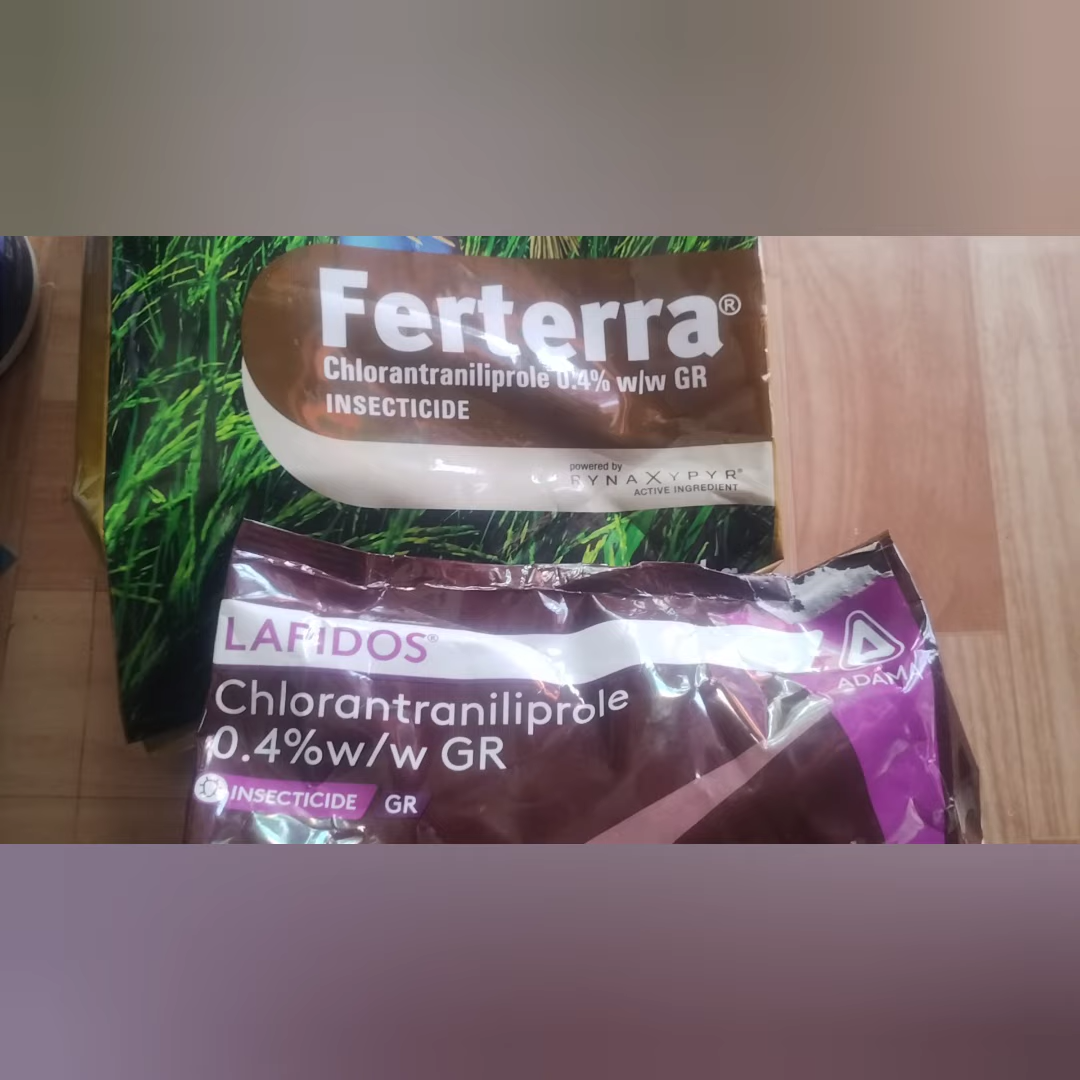 Ferterra®
Chlorantraniliprole 0.4% w/w GR
INSECTICIDE
powered by
RYNAXYPYR®
ACTIVE INGREDIENT
LAFIDOS®
ADAMA
Chlorantraniliprole
0.4%w/w GR
INSECTICIDE GR